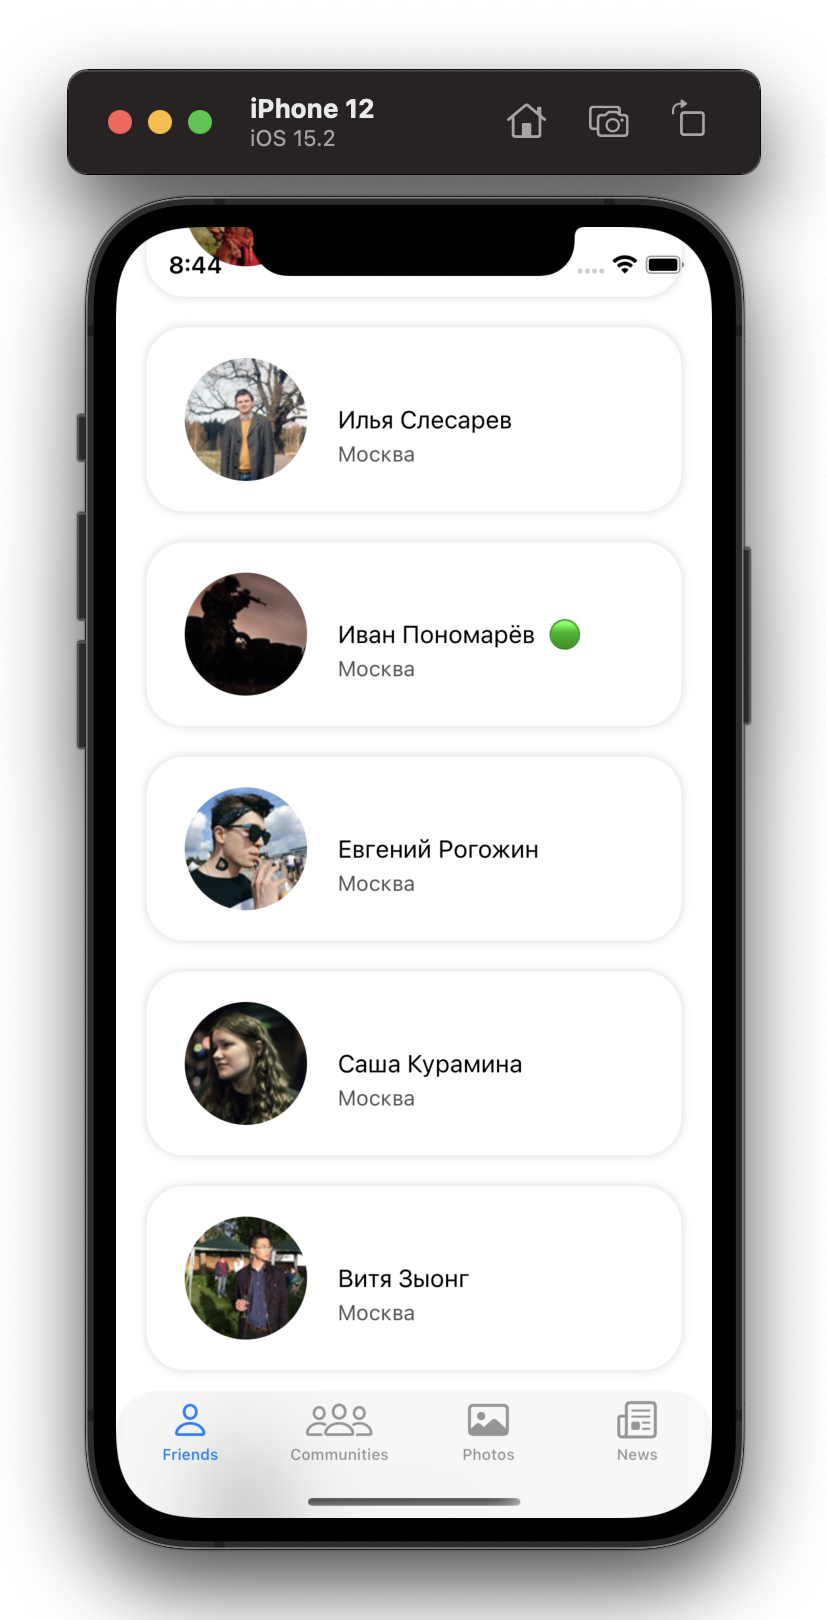 iPhone 12
iOS 15.2
8:44
Илья Слесарев
Москва
Иван Пономарёв
Москва
Евгений Рогожин
Москва
Саша Курамина
Москва
Витя Зыонг
Москва
Friends
Communities
Photos
News